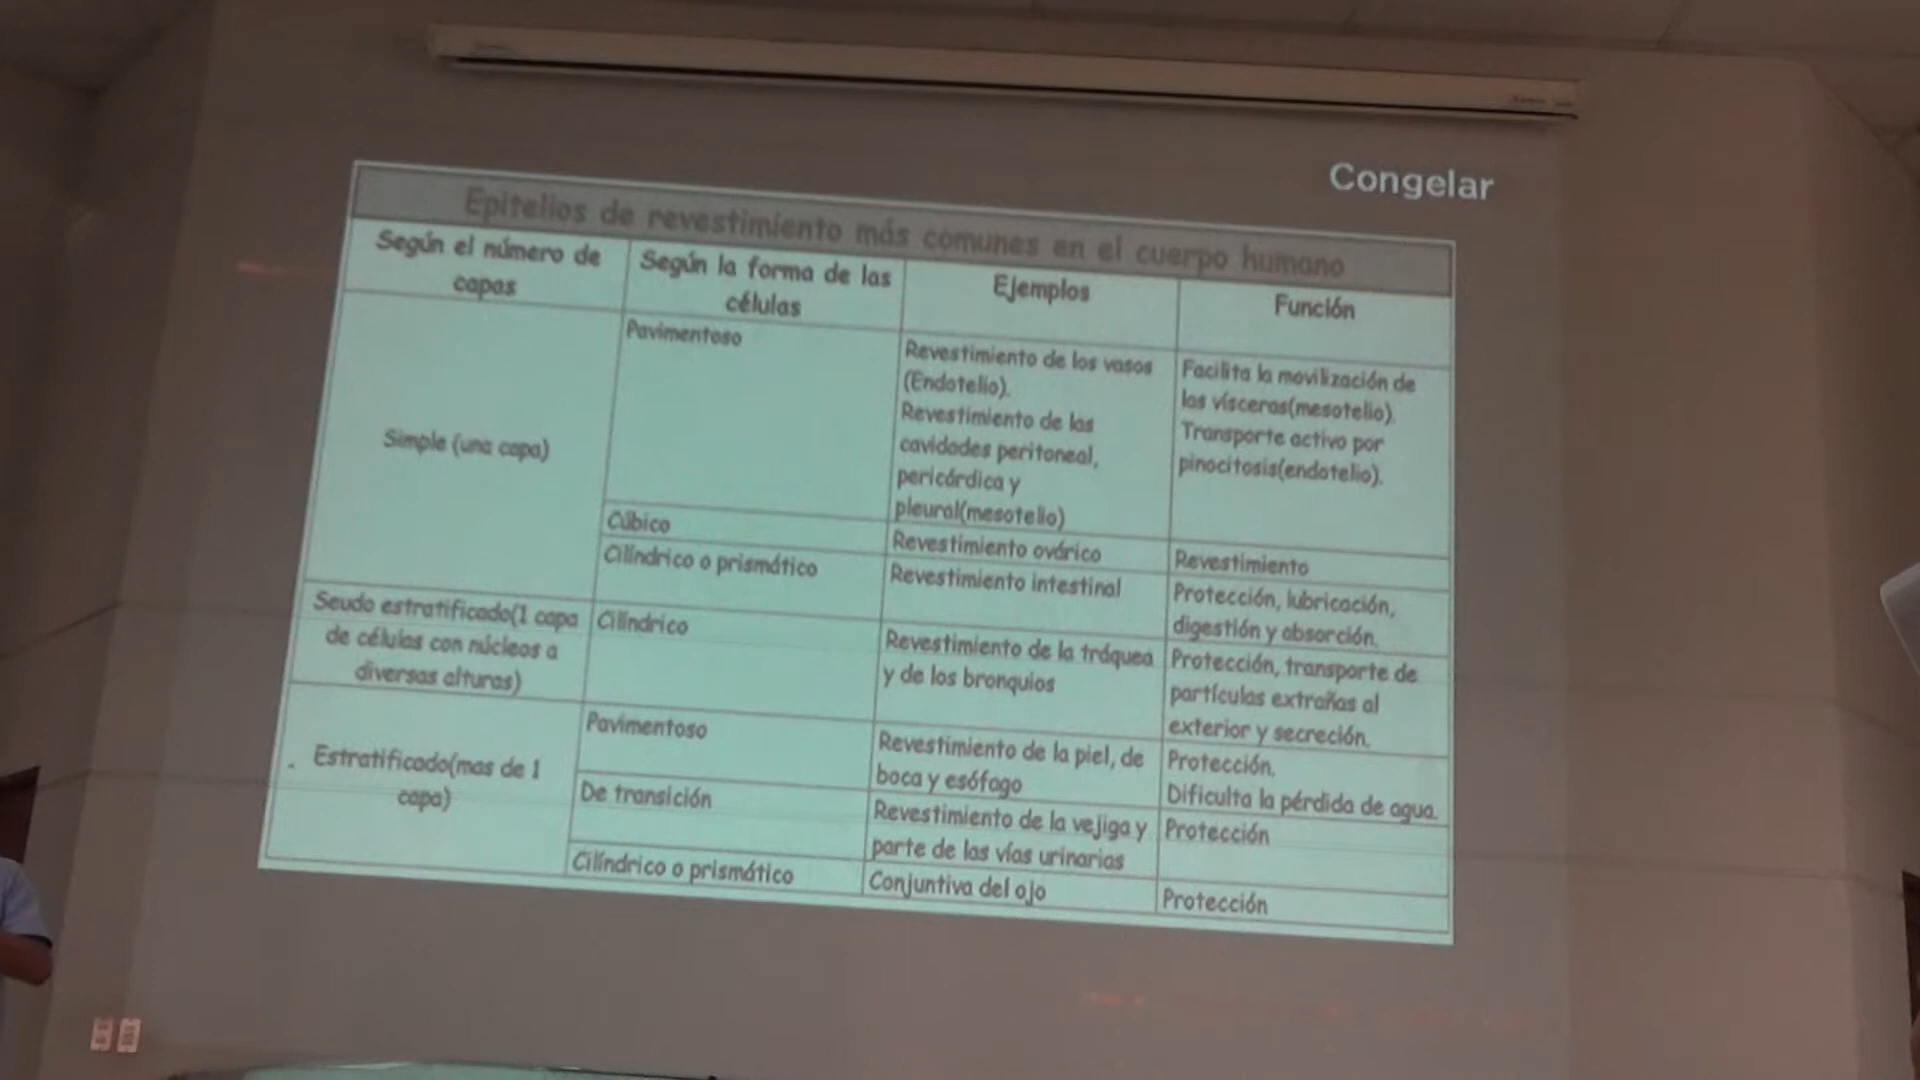 Congelar
Epitelios de revestimiento más comunes en el cuerpo humano
Según el número de
capas
Según la forma de las
células
Ejemplos
Función
Simple (una capa)
Pavimentoso
Revestimiento de los vasos
(Endotelio).
Revestimiento de las
cavidades peritoneal,
pericárdica y
pleural(mesotelio)
Facilita la movilización de
las vísceras(mesotelio).
Transporte activo por
pinocitosis(endotelio).
Cúbico
Revestimiento ovárico
Revestimiento
Cilíndrico o prismático
Revestimiento intestinal
Protección, lubricación,
digestión y absorción.
Seudo estratificado(1 capa
de células con núcleos a
diversas alturas)
Cilíndrico
Revestimiento de la tráquea
y de los bronquios
Protección, transporte de
partículas extrañas al
exterior y secreción.
Estratificado(mas de 1
capa)
Pavimentoso
Revestimiento de la piel, de
boca y esófago
Protección.
Dificulta la pérdida de agua.
De transición
Revestimiento de la vejiga y
parte de las vías urinarias
Protección
Cilíndrico o prismático
Conjuntiva del ojo
Protección